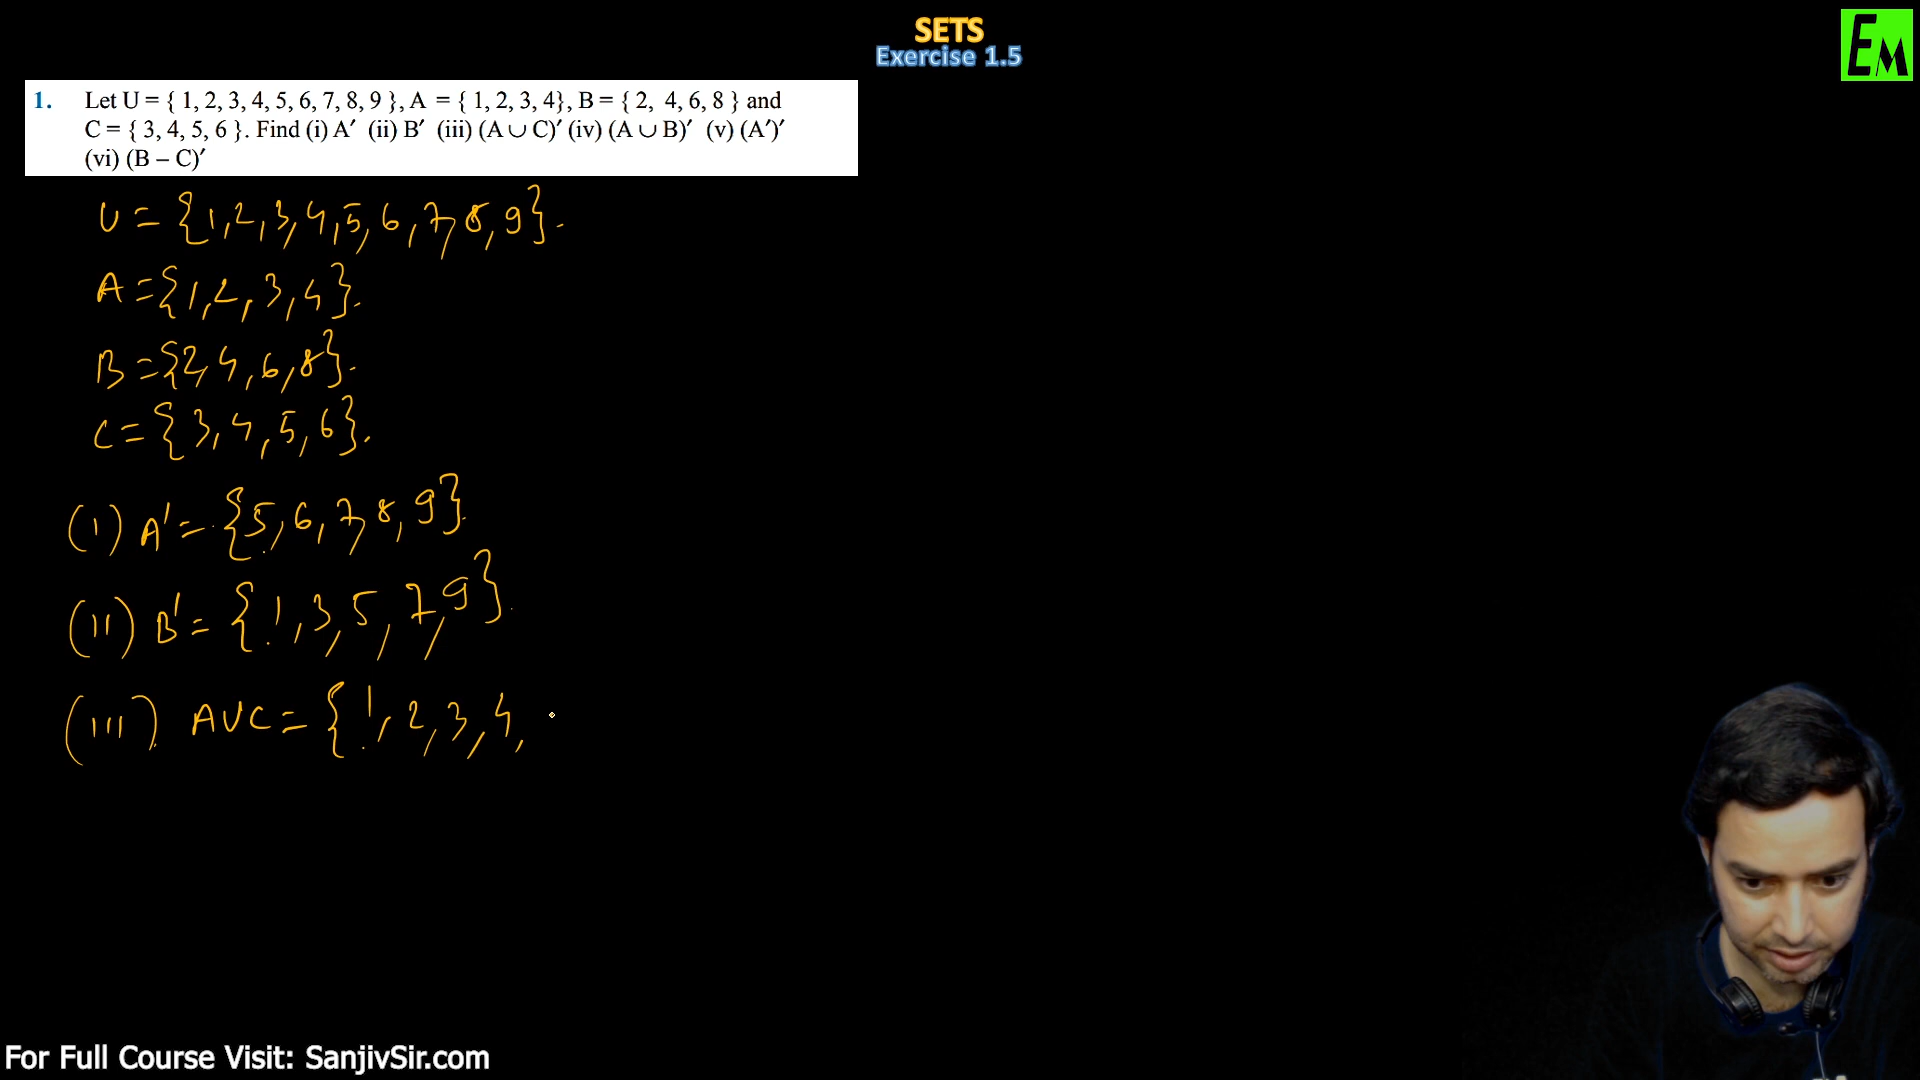 SETS
Exercise 1.5
EM
1. Let U = { 1, 2, 3, 4, 5, 6, 7, 8, 9 }, A = { 1, 2, 3, 4}, B = { 2, 4, 6, 8 } and
C = { 3, 4, 5, 6 }. Find (i) A′ (ii) B′ (iii) (A ∪ C)′ (iv) (A ∪ B)′ (v) (A′)′
(vi) (B – C)′
U = {1,2,3,4,5,6,7,8,9}.
A = {1,2,3,4}.
B = {2,4,6,8}.
C = {3,4,5,6}.
(i) A' = {5,6,7,8,9}.
(ii) B' = {1,3,5,7,9}.
(iii) AUC = {1,2,3,4,
For Full Course Visit: SanjivSir.com